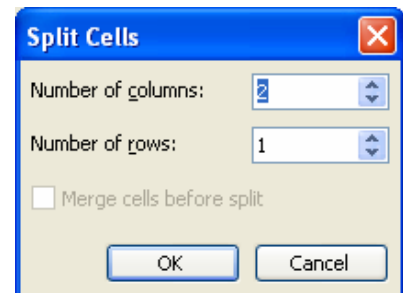 Split Cells
Number of columns: 2
Number of rows: 1
Merge cells before split
OK Cancel